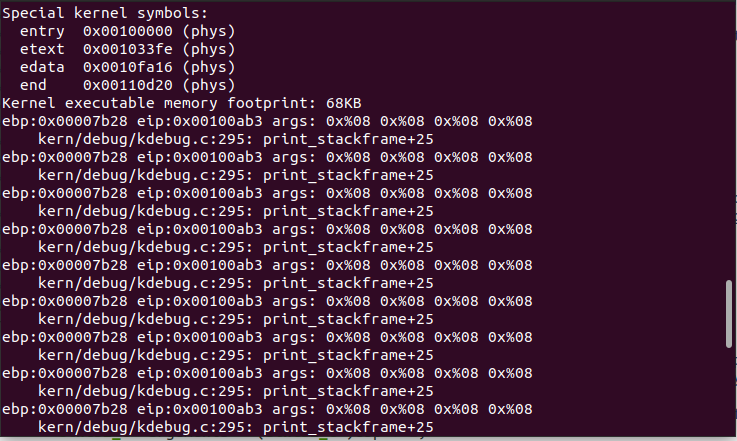 Special kernel symbols:
  entry  0x00100000 (phys)
  etext  0x001033fe (phys)
  edata  0x0010fa16 (phys)
  end    0x00110d20 (phys)
Kernel executable memory footprint: 68KB
ebp:0x00007b28 eip:0x00100ab3 args: 0x%08 0x%08 0x%08 0x%08
    kern/debug/kdebug.c:295: print_stackframe+25
ebp:0x00007b28 eip:0x00100ab3 args: 0x%08 0x%08 0x%08 0x%08
    kern/debug/kdebug.c:295: print_stackframe+25
ebp:0x00007b28 eip:0x00100ab3 args: 0x%08 0x%08 0x%08 0x%08
    kern/debug/kdebug.c:295: print_stackframe+25
ebp:0x00007b28 eip:0x00100ab3 args: 0x%08 0x%08 0x%08 0x%08
    kern/debug/kdebug.c:295: print_stackframe+25
ebp:0x00007b28 eip:0x00100ab3 args: 0x%08 0x%08 0x%08 0x%08
    kern/debug/kdebug.c:295: print_stackframe+25
ebp:0x00007b28 eip:0x00100ab3 args: 0x%08 0x%08 0x%08 0x%08
    kern/debug/kdebug.c:295: print_stackframe+25
ebp:0x00007b28 eip:0x00100ab3 args: 0x%08 0x%08 0x%08 0x%08
    kern/debug/kdebug.c:295: print_stackframe+25
ebp:0x00007b28 eip:0x00100ab3 args: 0x%08 0x%08 0x%08 0x%08
    kern/debug/kdebug.c:295: print_stackframe+25
ebp:0x00007b28 eip:0x00100ab3 args: 0x%08 0x%08 0x%08 0x%08
    kern/debug/kdebug.c:295: print_stackframe+25